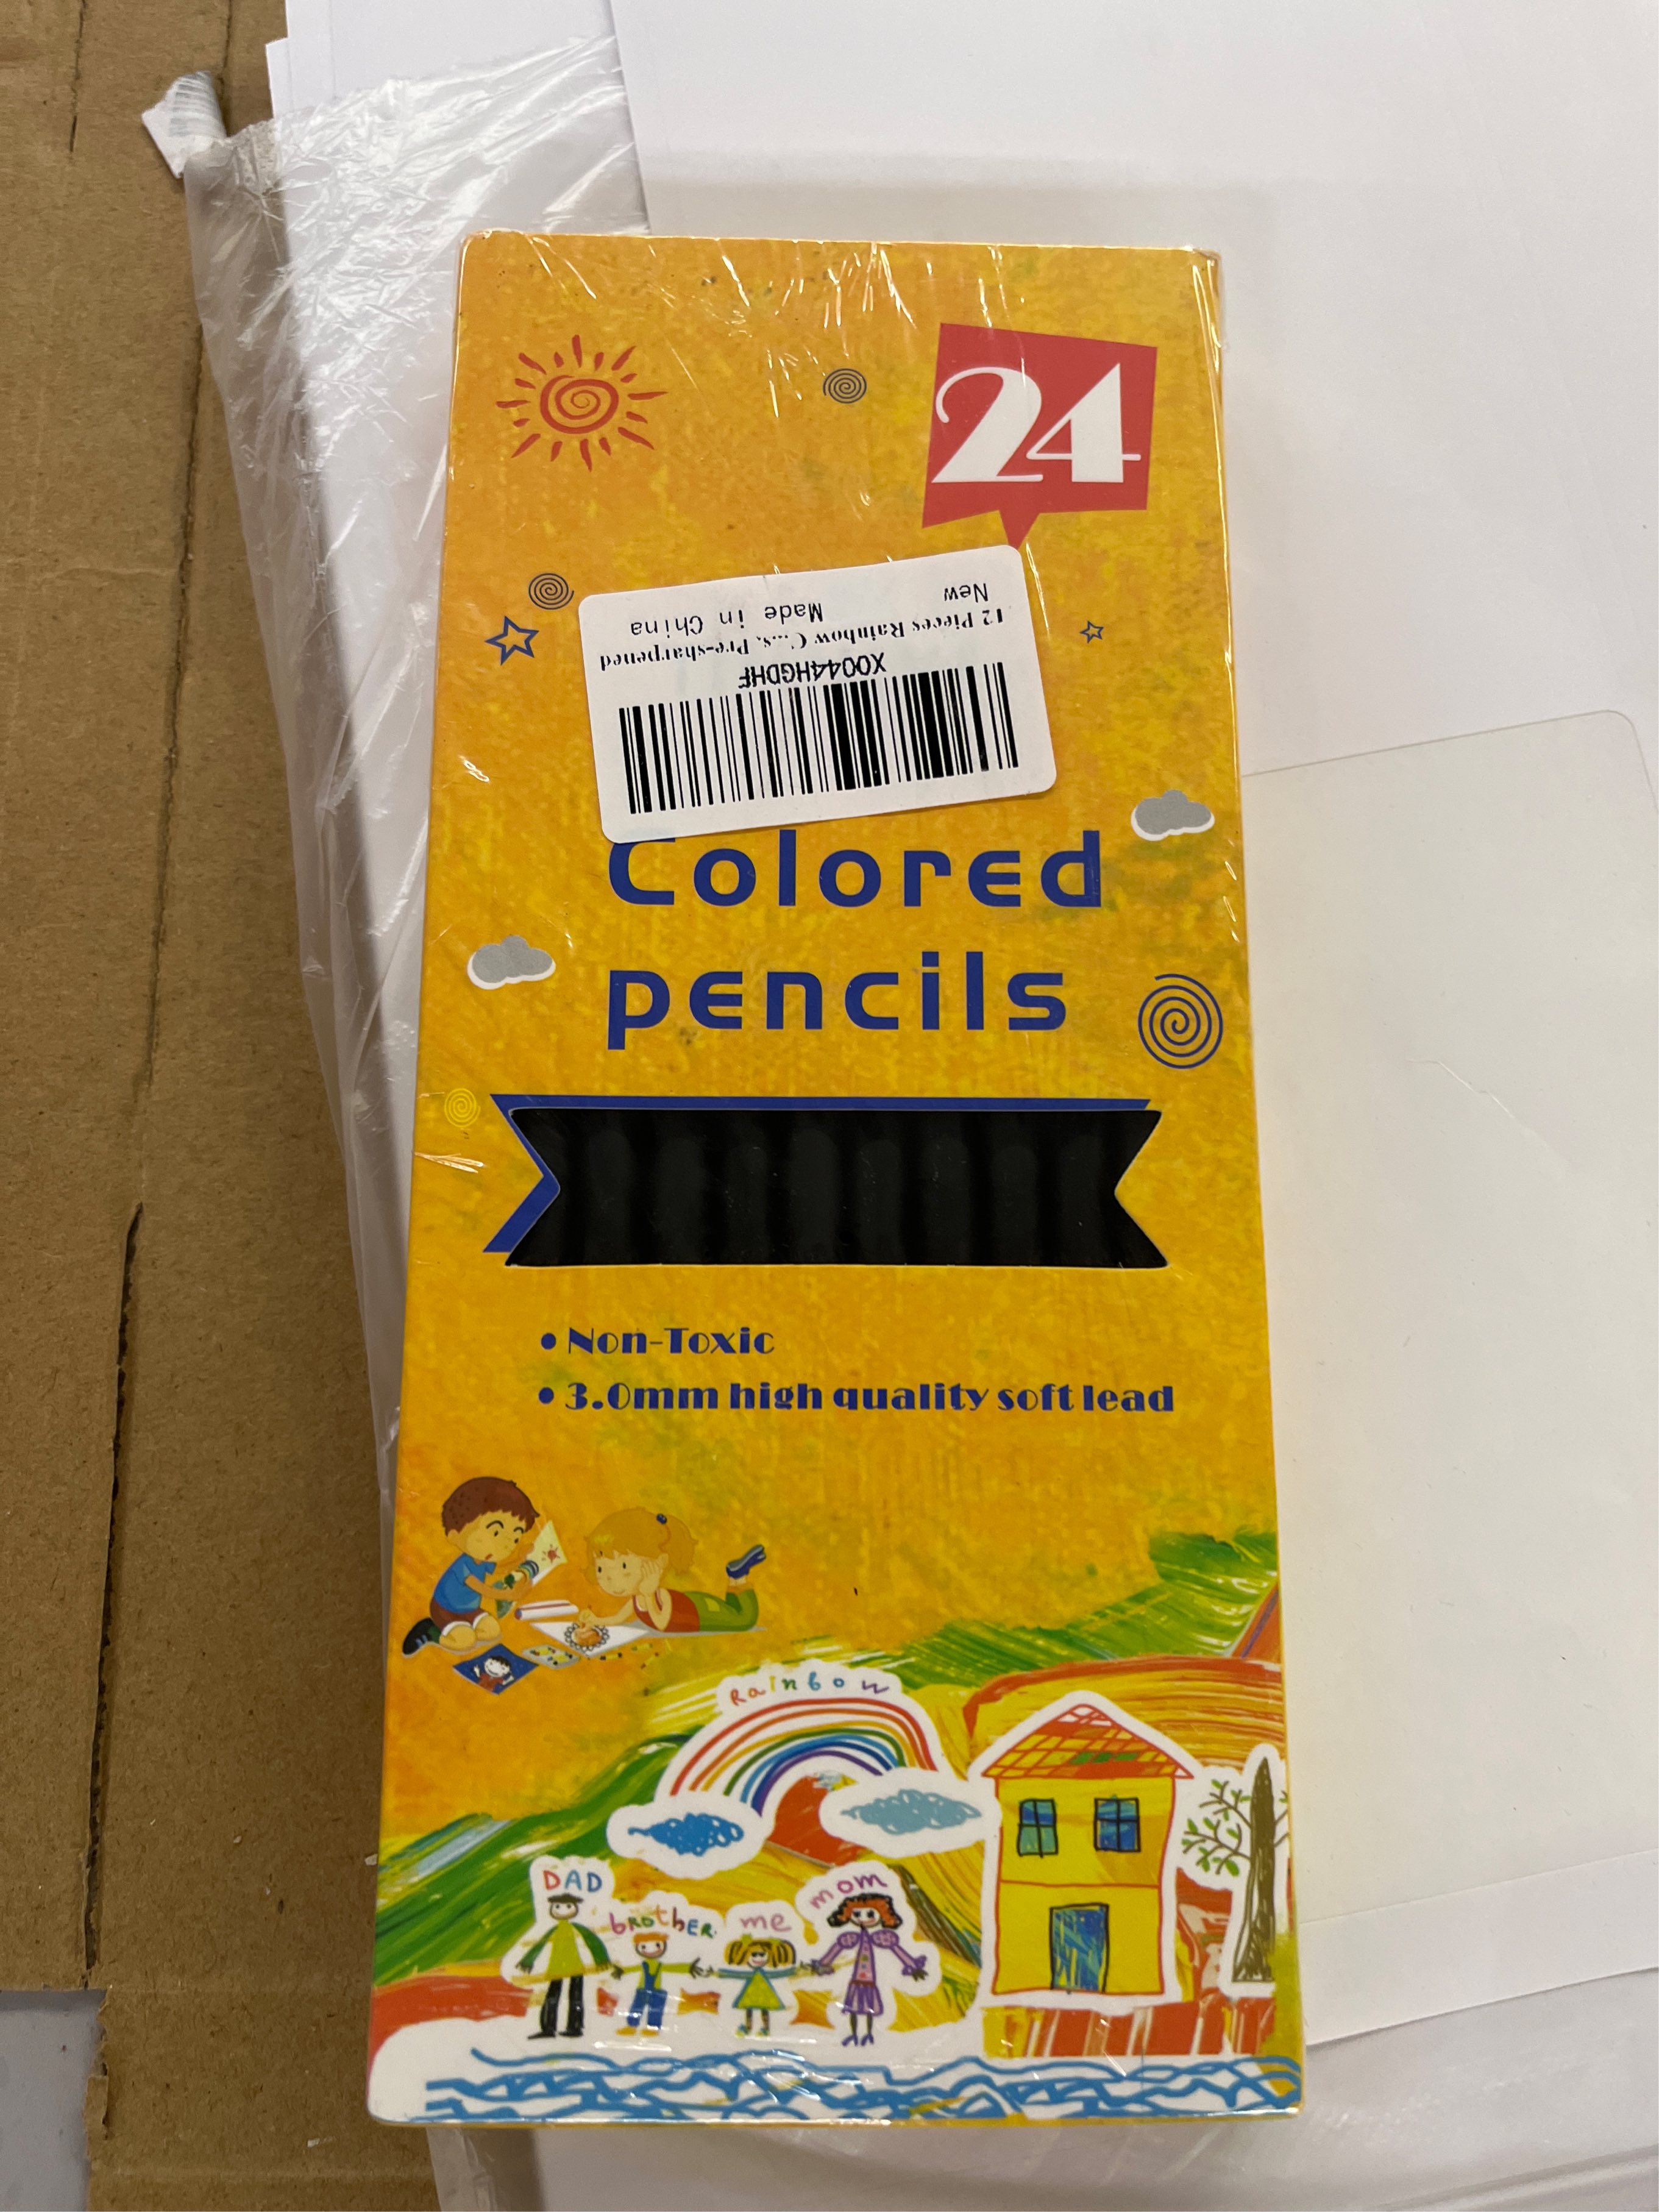 24
12 Pieces Rainbow C...s, Pre-sharpened
New Made in China
X0044HGDHF
Colored
pencils
• Non-Toxic
• 3.0mm high quality soft lead
Rainbow
DAD
brother
me
mom